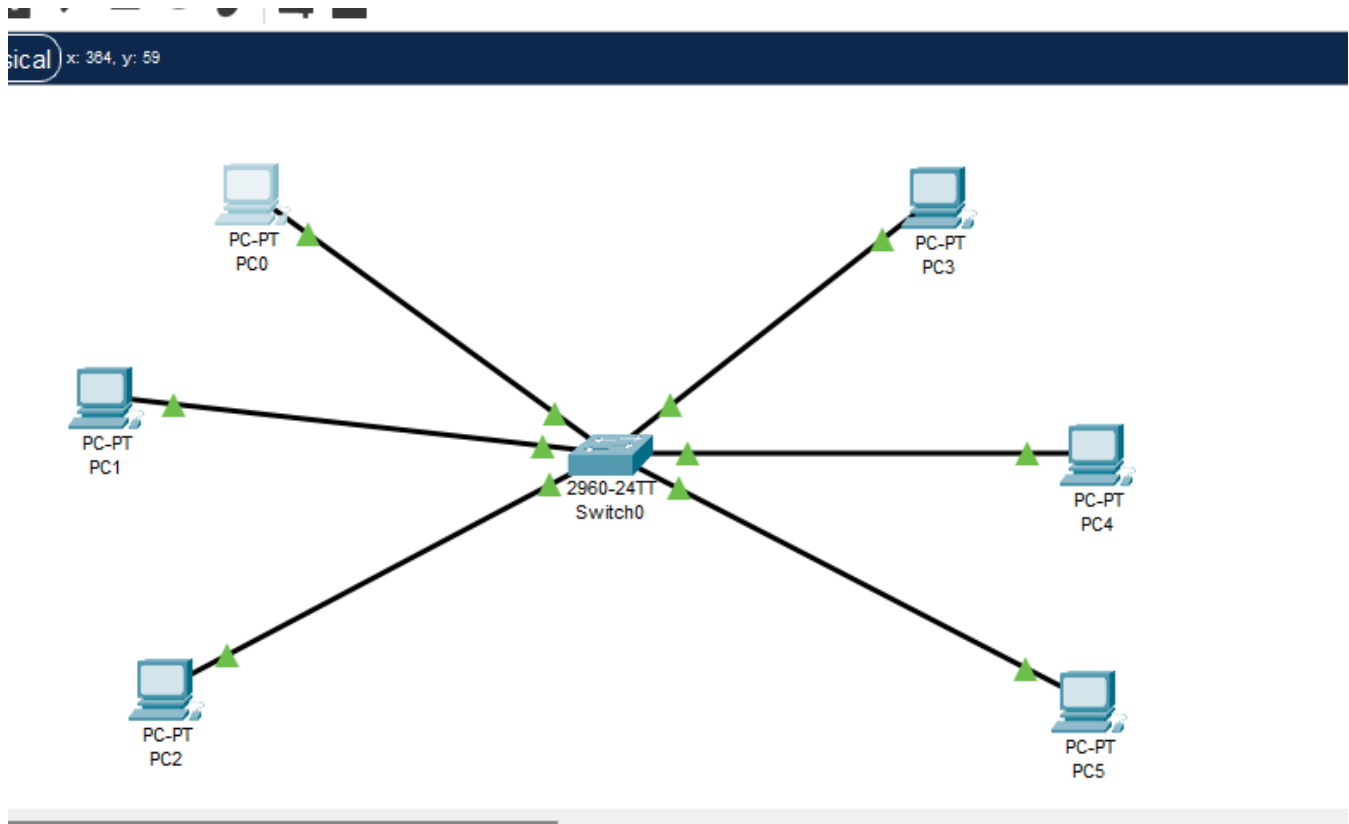 sical x: 364, y: 59
PC-PT
PC0
PC-PT
PC3
PC-PT
PC1
2960-24TT
Switch0
PC-PT
PC4
PC-PT
PC2
PC-PT
PC5